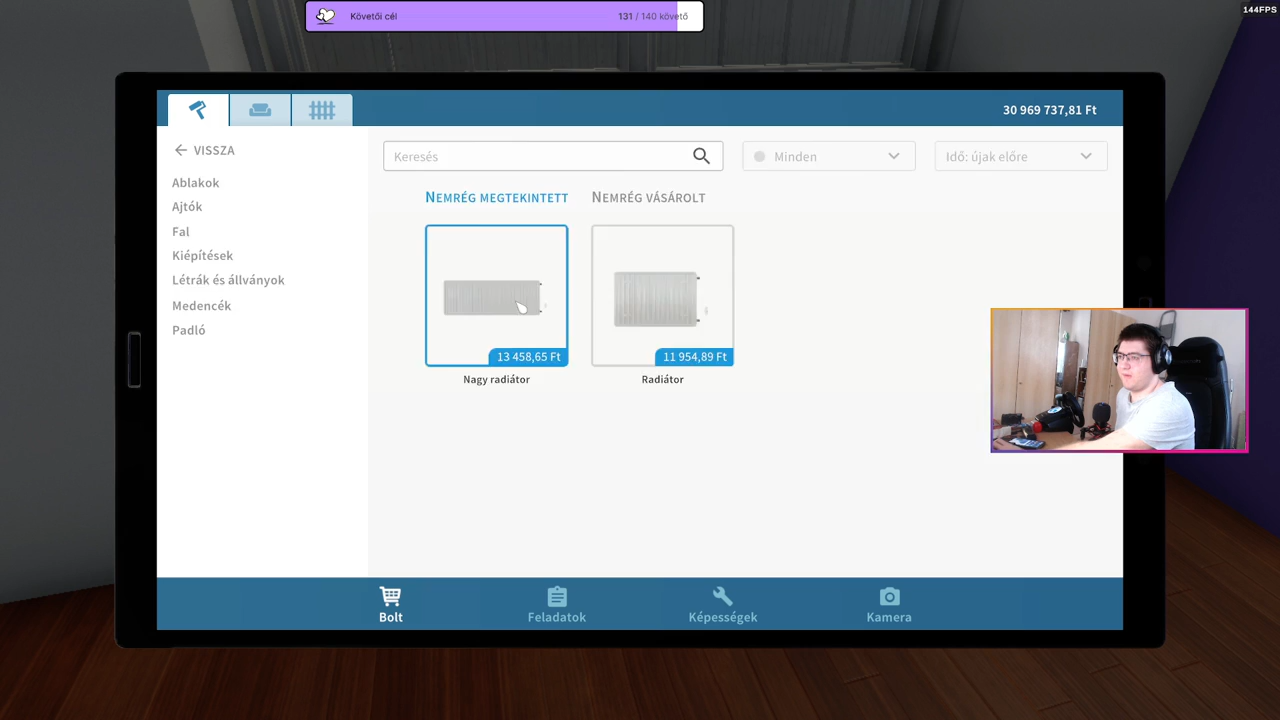 Követői cél 131 / 140 követő
144FPS
30 969 737,81 Ft
VISSZA
Ablakok
Ajtók
Fal
Kiépítések
Létrák és állványok
Medencék
Padló
Keresés
Minden
Idő: újak előre
NEMRÉG MEGTEKINTETT
NEMRÉG VÁSÁROLT
13 458,65 Ft
Nagy radiátor
11 954,89 Ft
Radiátor
Bolt
Feladatok
Képességek
Kamera